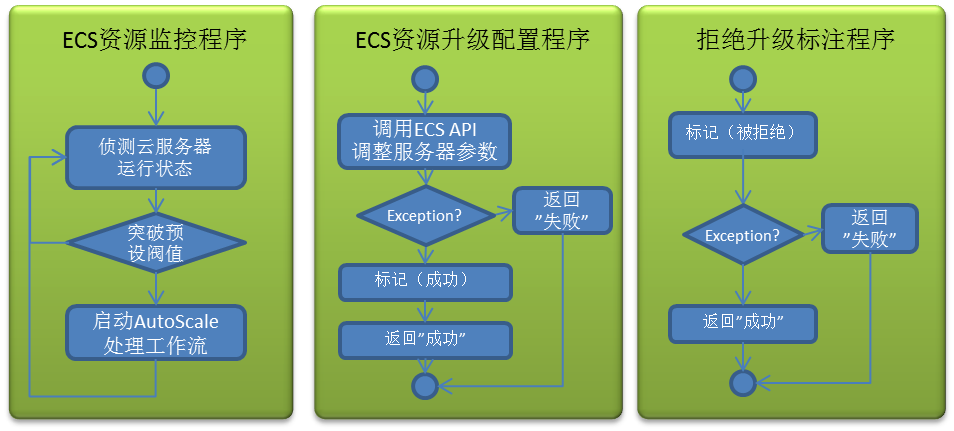 ECS资源监控程序
侦测云服务器
运行状态
突破预
设阀值
启动AutoScale
处理工作流
ECS资源升级配置程序
调用ECS API
调整服务器参数
Exception?
返回
”失败”
标记（成功）
返回”成功”
拒绝升级标注程序
标记（被拒绝）
Exception?
返回
”失败”
返回”成功”